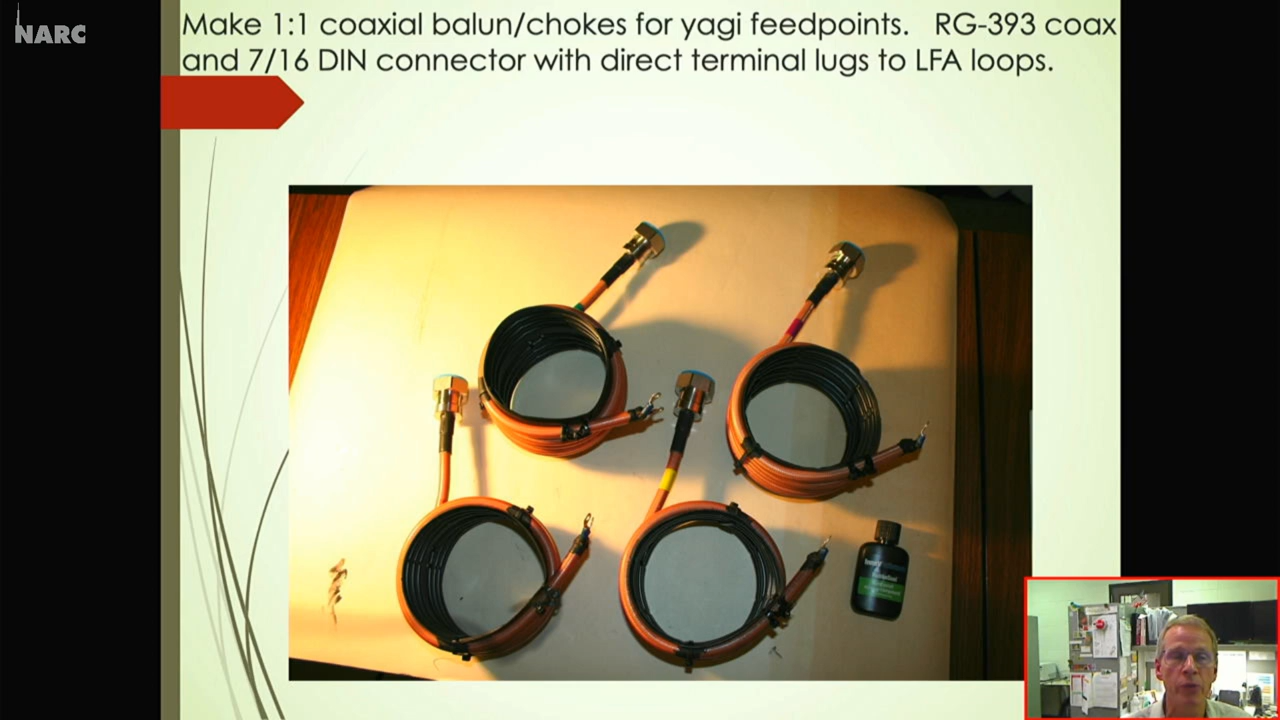 NARC
Make 1:1 coaxial balun/chokes for yagi feedpoints. RG-393 coax
and 7/16 DIN connector with direct terminal lugs to LFA loops.